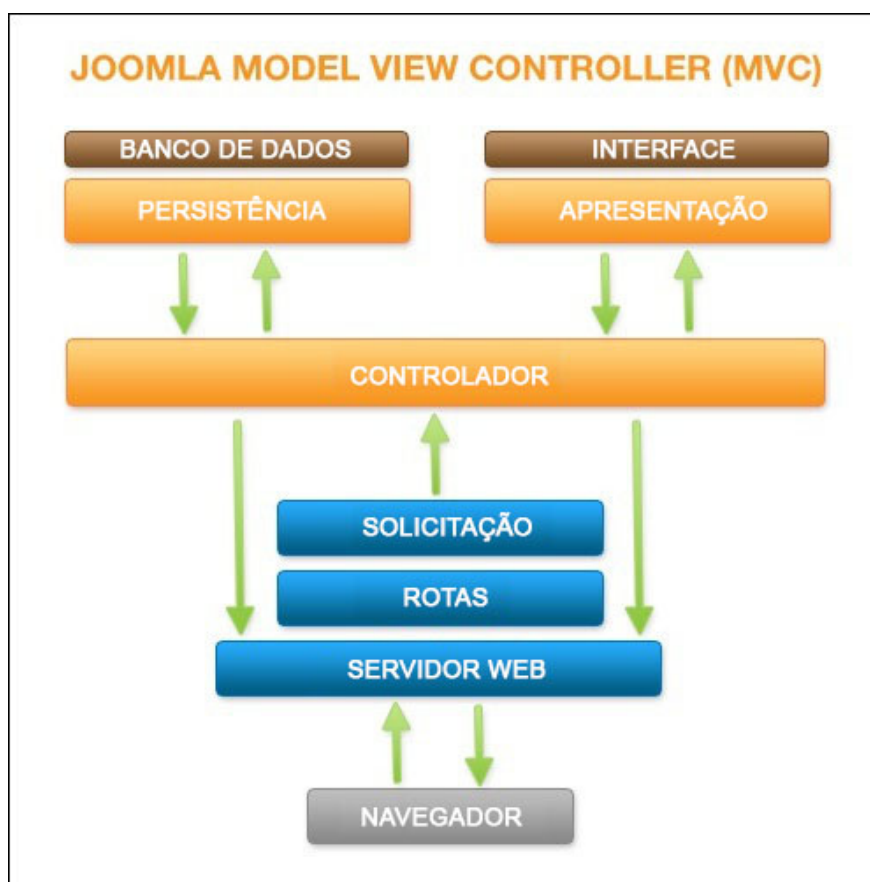 JOOMLA MODEL VIEW CONTROLLER (MVC)
BANCO DE DADOS
INTERFACE
PERSISTÊNCIA
APRESENTAÇÃO
CONTROLADOR
SOLICITAÇÃO
ROTAS
SERVIDOR WEB
NAVEGADOR